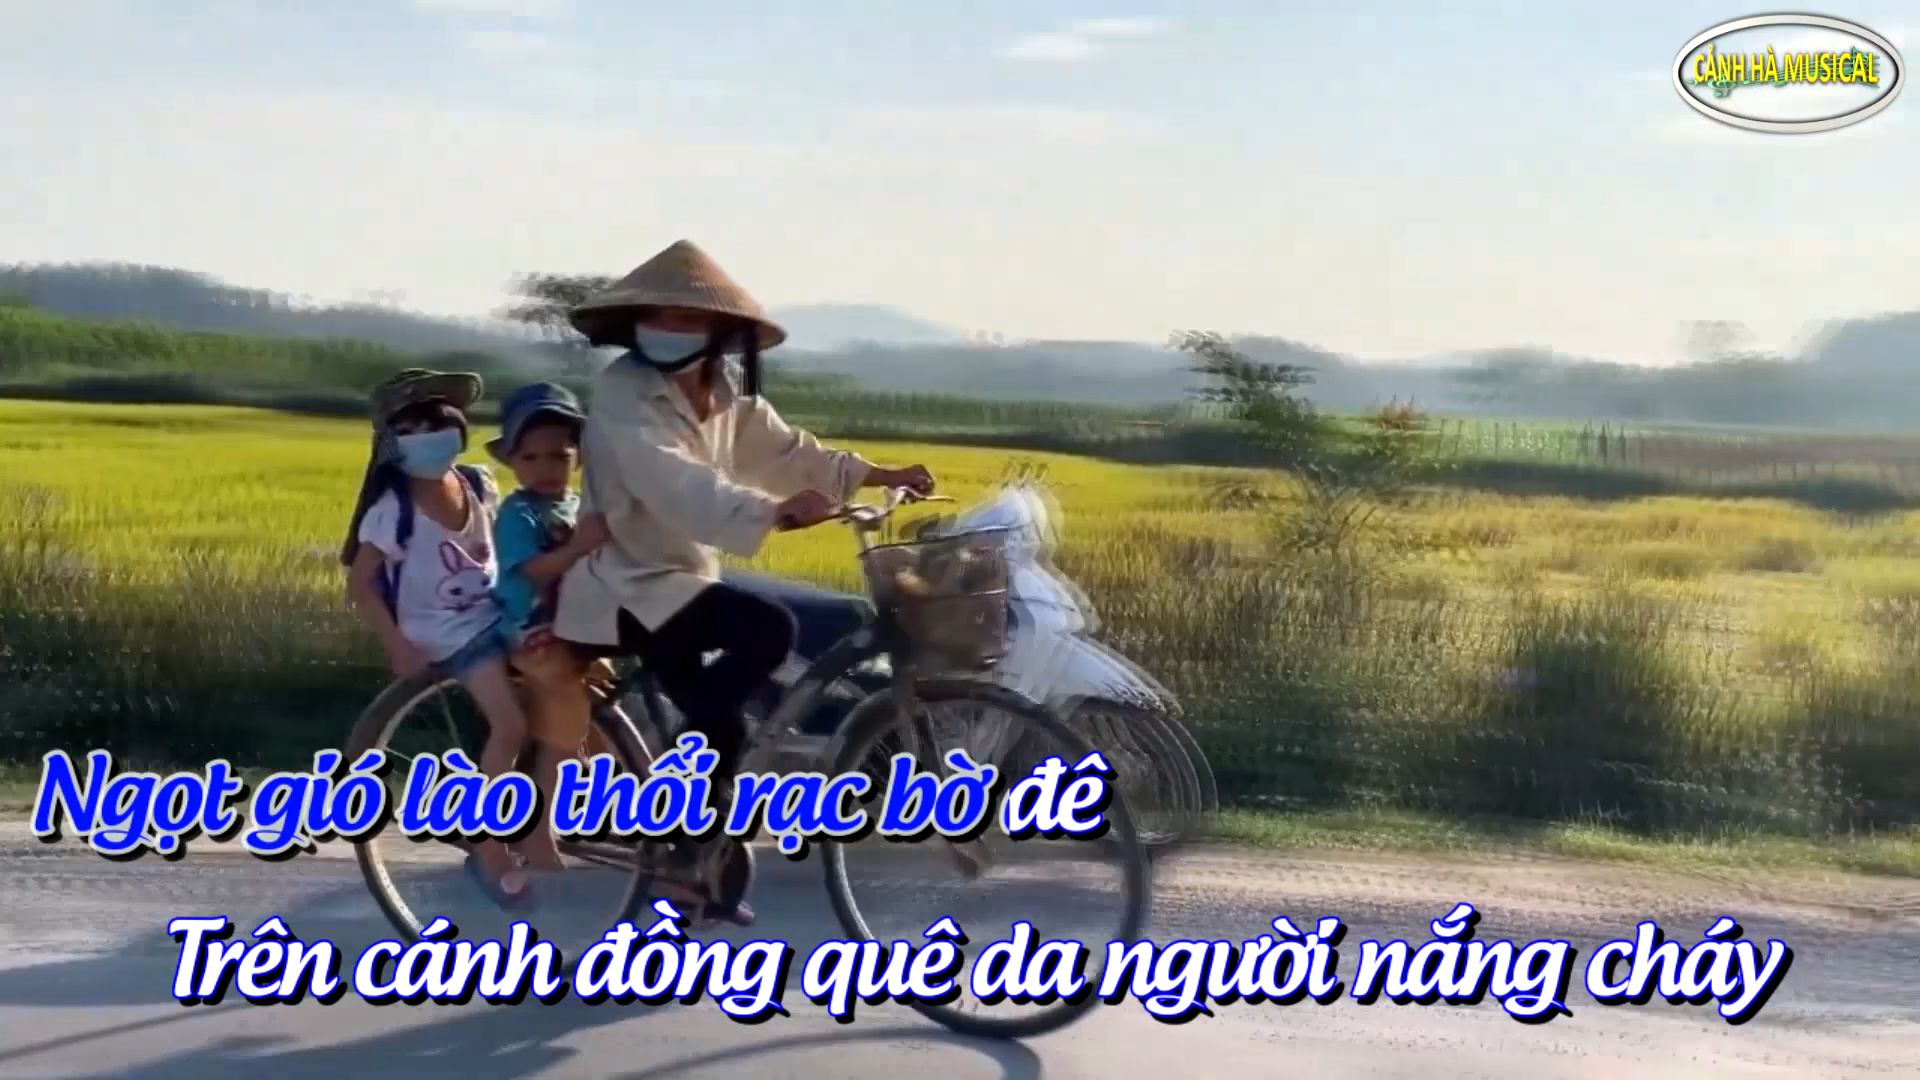 CẢNH HÀ MUSICAL
Ngọt gió lào thổi rạc bờ đê
Trên cánh đồng quê da người nắng cháy